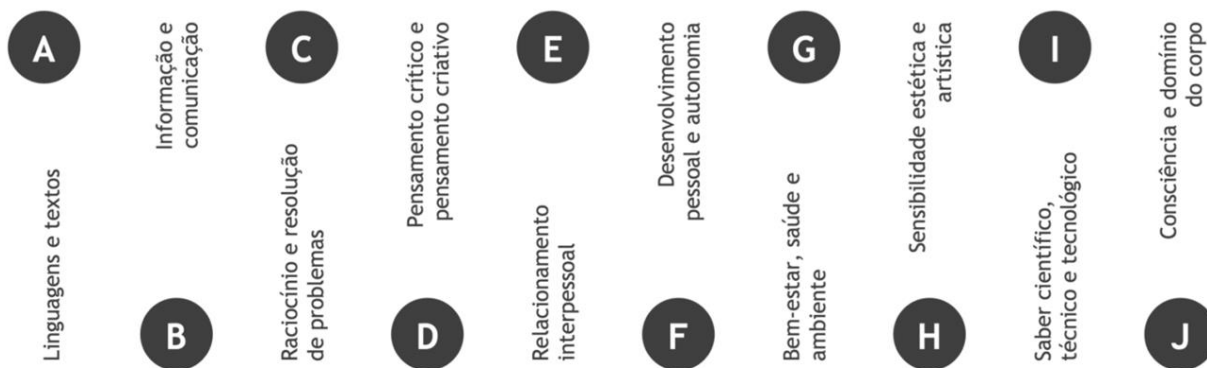 A
Linguagens e textos
B
Informação e
comunicação
C
Raciocínio e resolução
de problemas
D
Pensamento crítico e
pensamento criativo
E
Relacionamento
interpessoal
F
Desenvolvimento
pessoal e autonomia
G
Bem-estar, saúde e
ambiente
H
Sensibilidade estética e
artística
I
Saber científico,
técnico e tecnológico
J
Consciência e domínio
do corpo